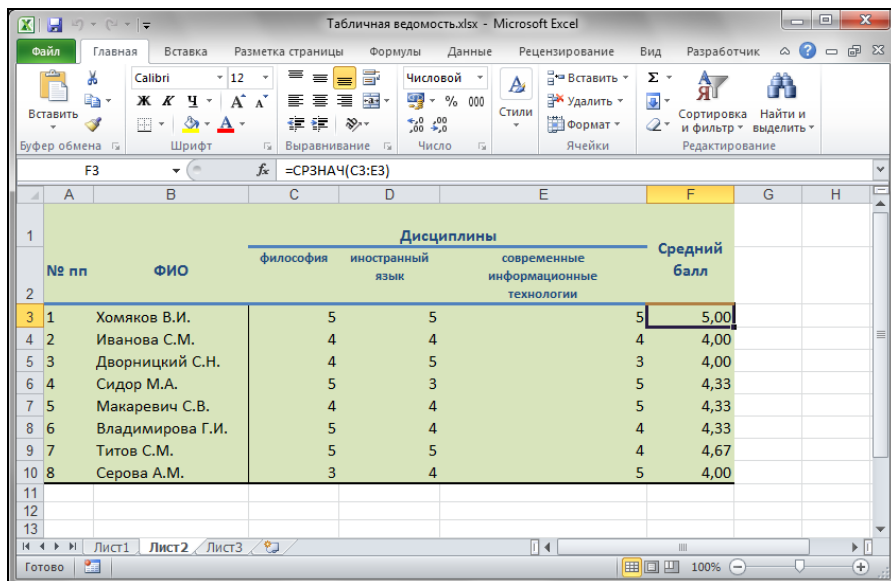 Табличная ведомость.xlsx - Microsoft Excel
Файл Главная Вставка Разметка страницы Формулы Данные Рецензирование Вид Разработчик
Вставить
Calibri 12
Ж К Ч А А
А
Числовой
% 000
,0 ,00
,00 ,0
Стили
Вставить
Удалить
Формат
Σ
Сортировка и фильтр
Найти и выделить
Буфер обмена Шрифт Выравнивание Число Ячейки Редактирование
F3 fx =СРЗНАЧ(C3:E3)
A B C D E F G H
1 Дисциплины
2 № пп ФИО философия иностранный язык современные информационные технологии Средний балл
3 1 Хомяков В.И. 5 5 5 5,00
4 2 Иванова С.М. 4 4 4 4,00
5 3 Дворницкий С.Н. 4 5 3 4,00
6 4 Сидор М.А. 5 3 5 4,33
7 5 Макаревич С.В. 4 4 5 4,33
8 6 Владимирова Г.И. 5 4 4 4,33
9 7 Титов С.М. 5 5 4 4,67
10 8 Серова А.М. 3 4 5 4,00
11
12
13
Лист1 Лист2 Лист3
Готово 100%